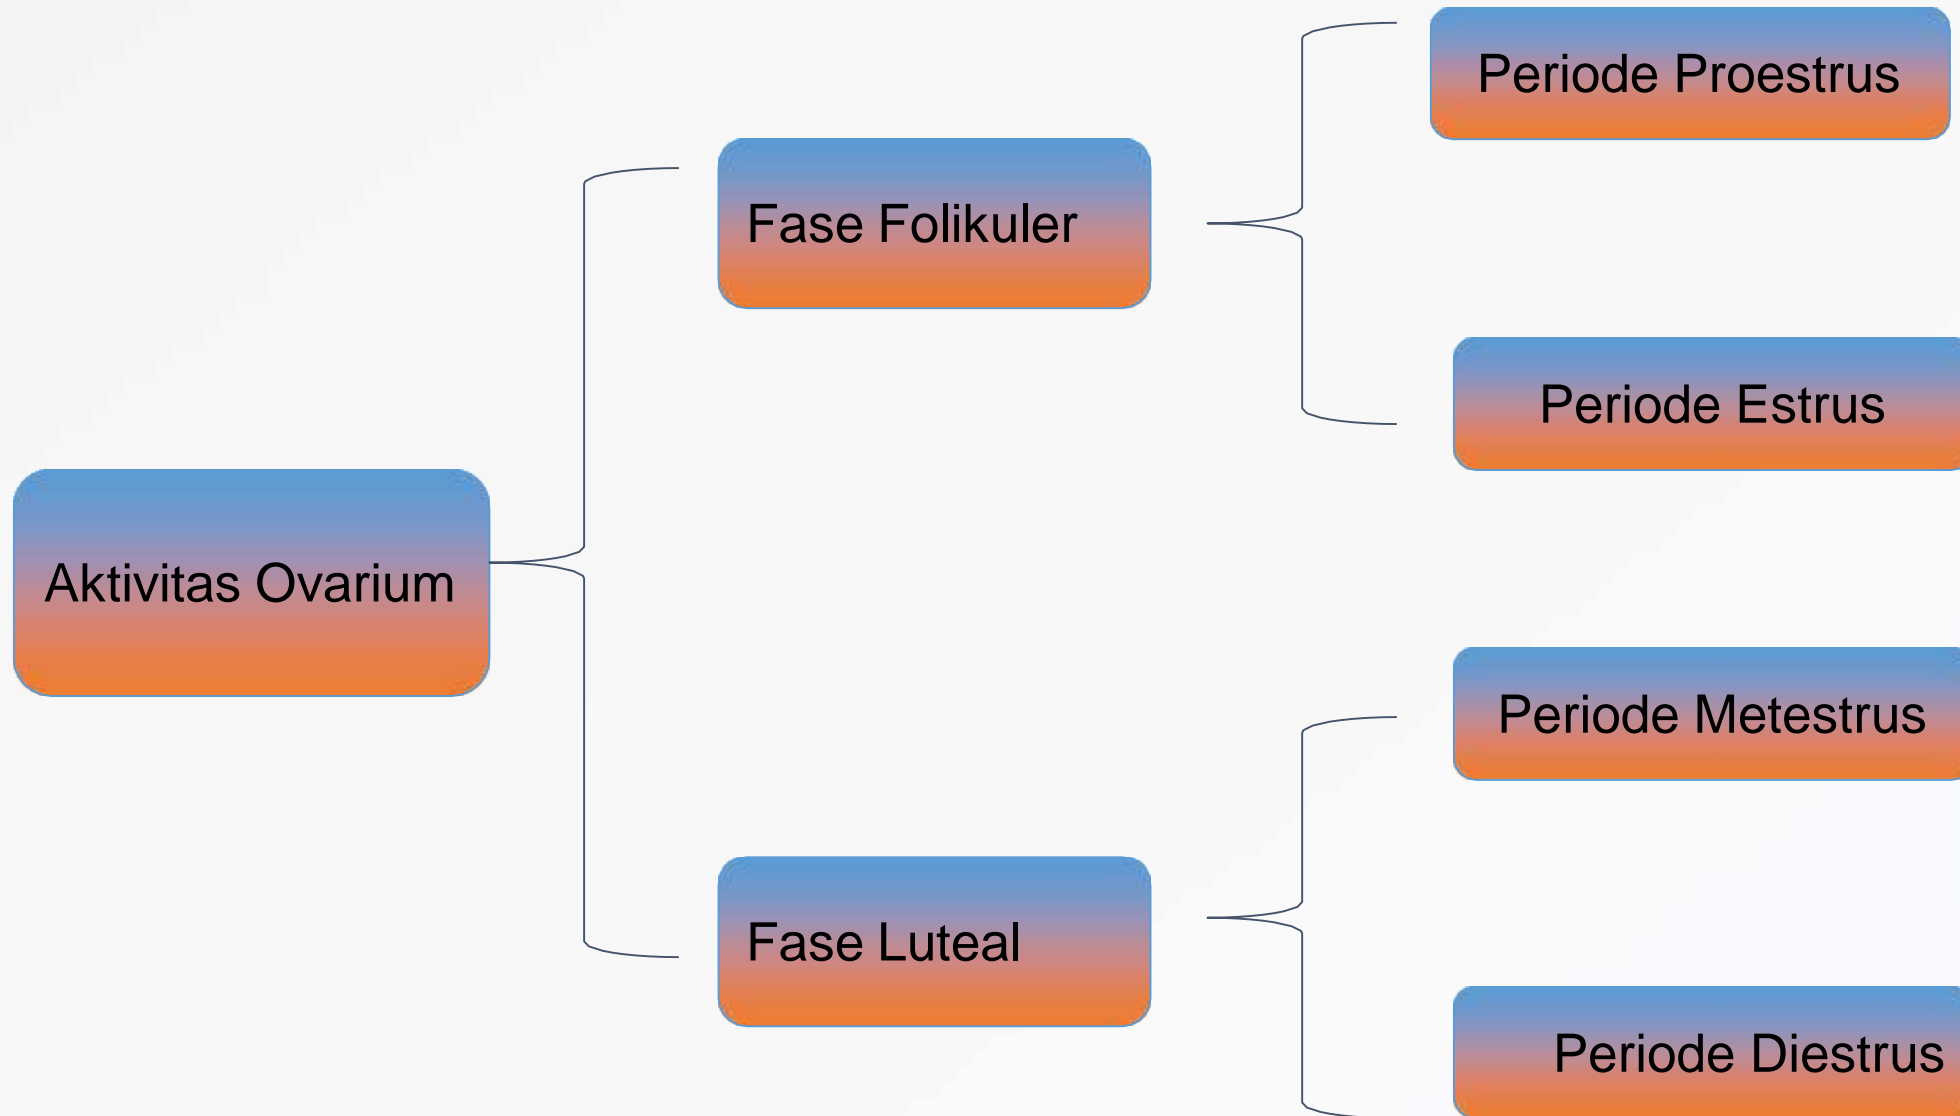 Aktivitas Ovarium
Fase Folikuler
Periode Proestrus
Periode Estrus
Fase Luteal
Periode Metestrus
Periode Diestrus